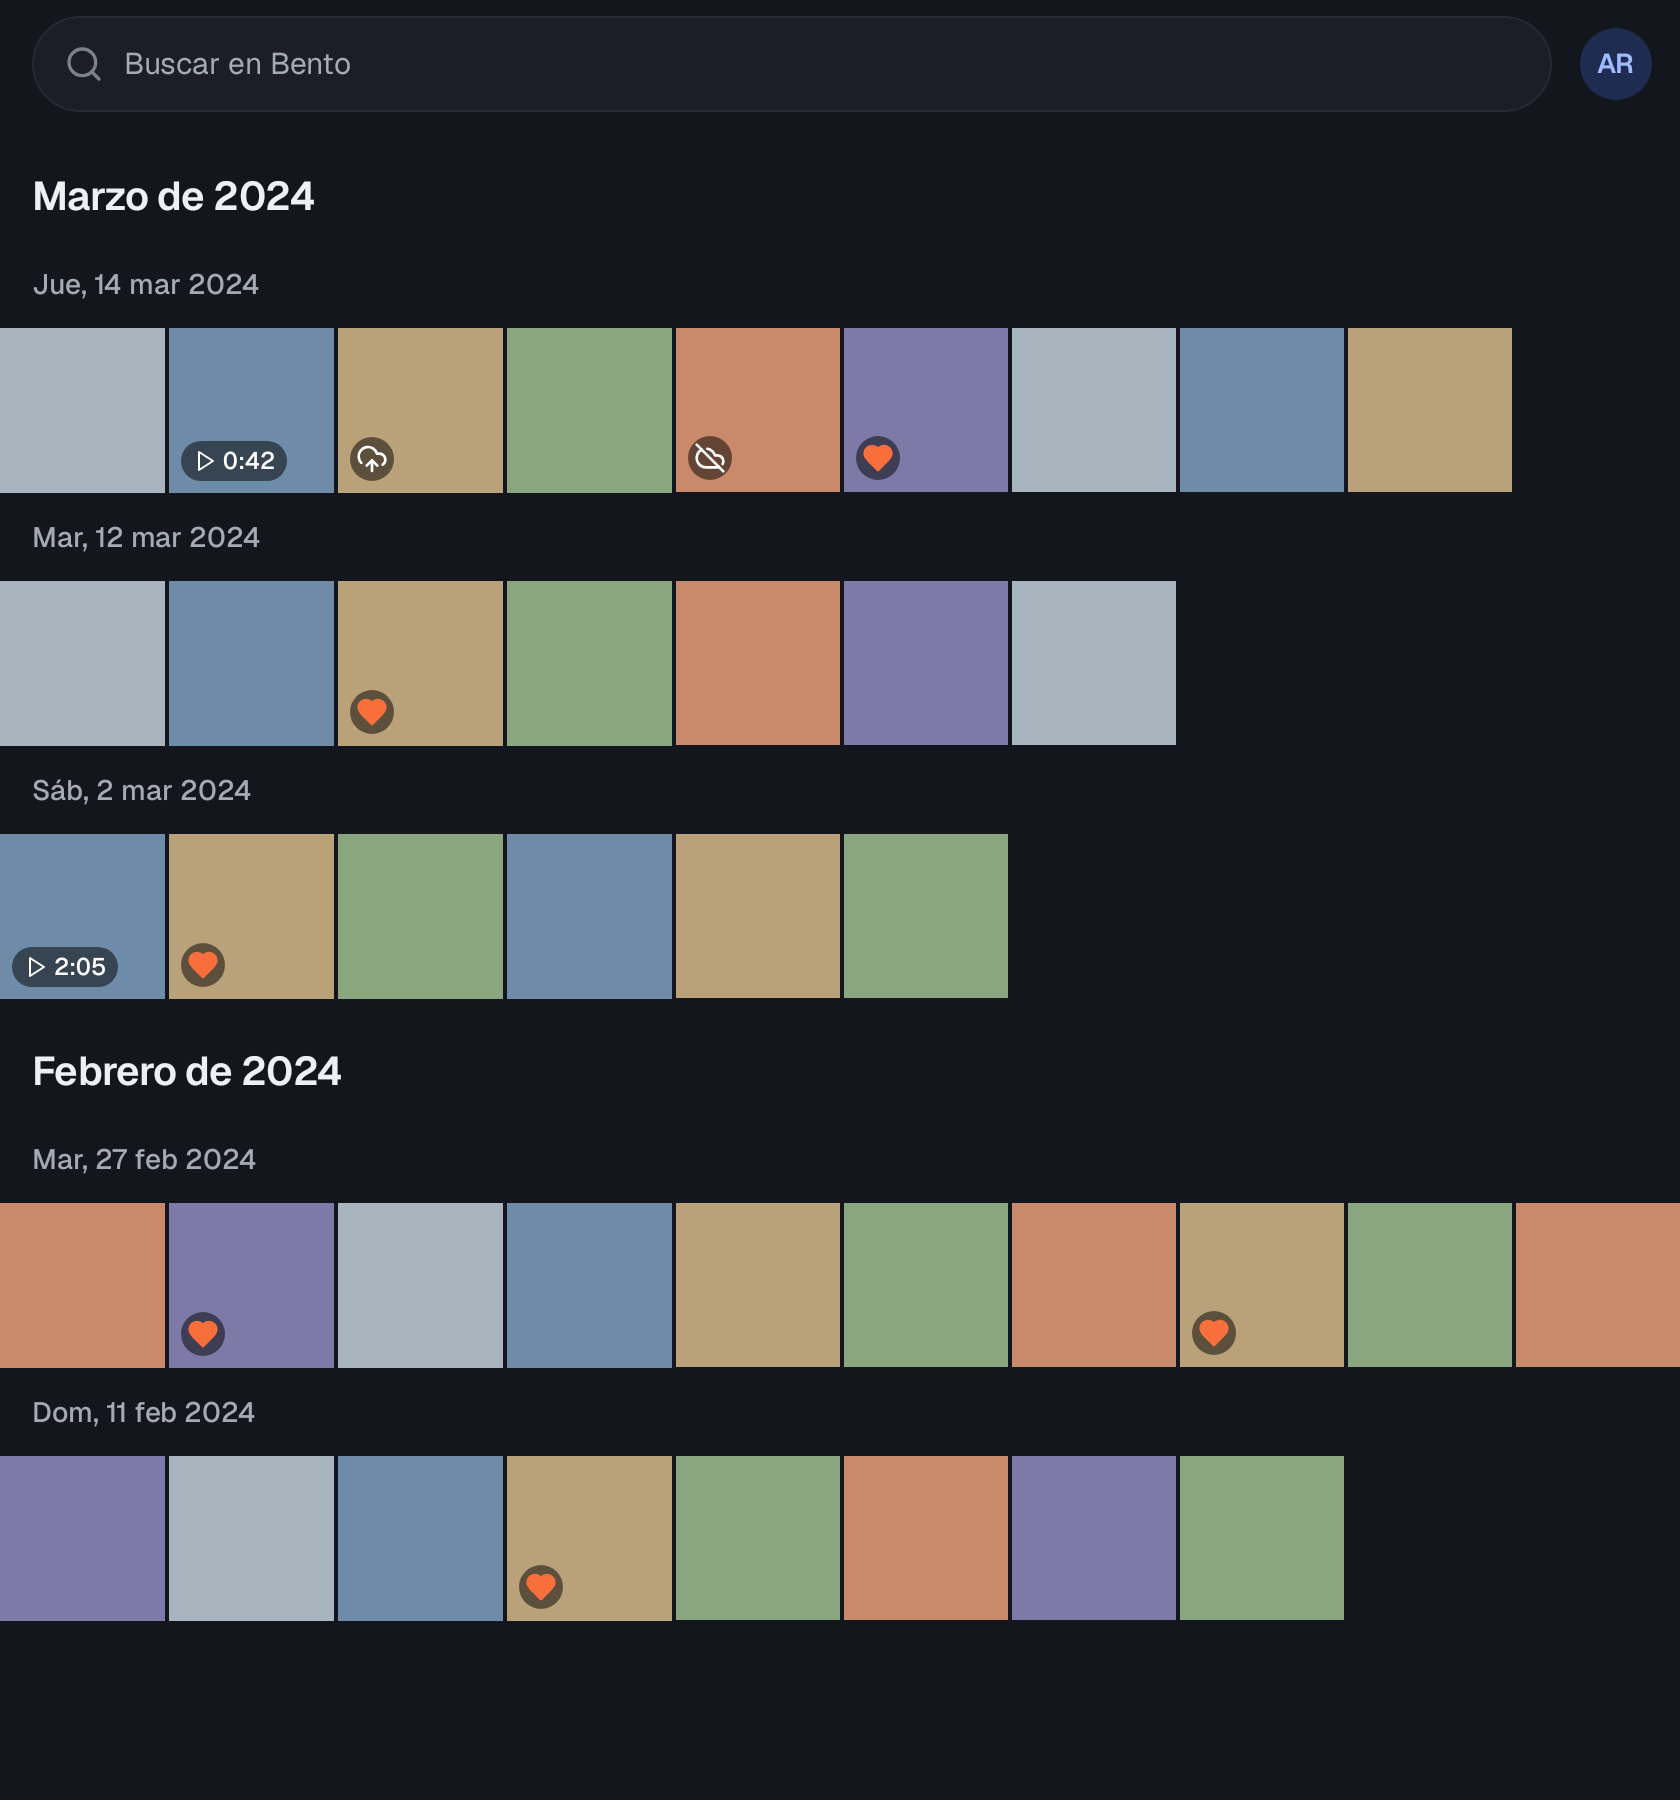 Buscar en Bento
AR
Marzo de 2024
Jue, 14 mar 2024
0:42
Mar, 12 mar 2024
Sáb, 2 mar 2024
2:05
Febrero de 2024
Mar, 27 feb 2024
Dom, 11 feb 2024